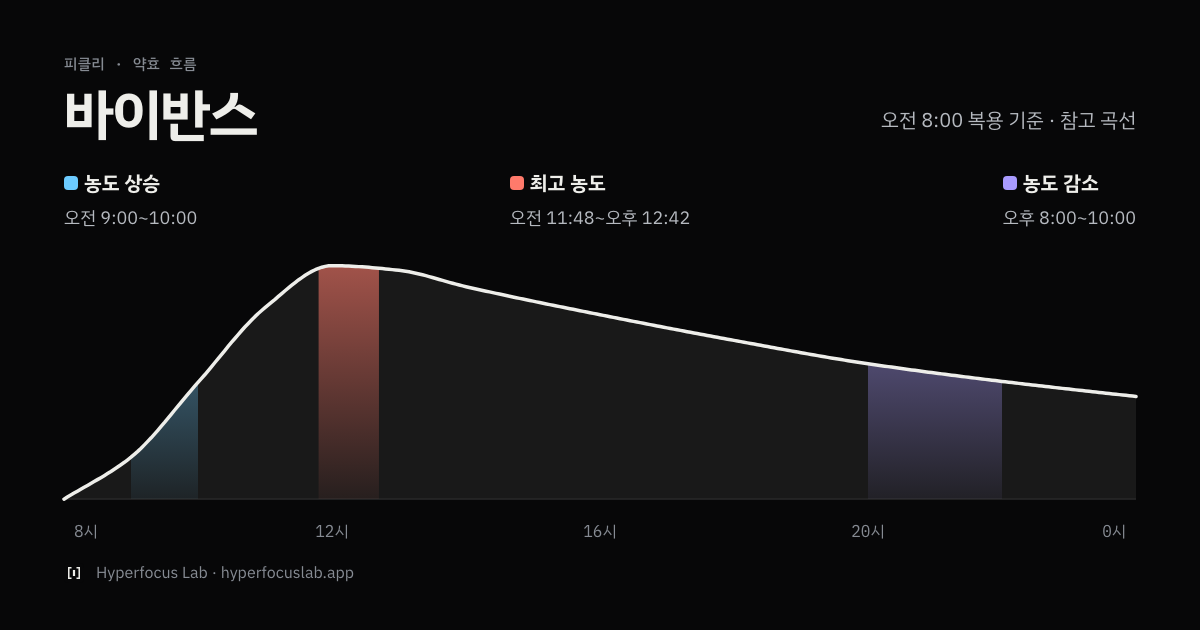 피클리 · 약효 흐름
바이반스
오전 8:00 복용 기준 · 참고 곡선
농도 상승
오전 9:00~10:00
최고 농도
오전 11:48~오후 12:42
농도 감소
오후 8:00~10:00
8시 12시 16시 20시 0시
Hyperfocus Lab · hyperfocuslab.app